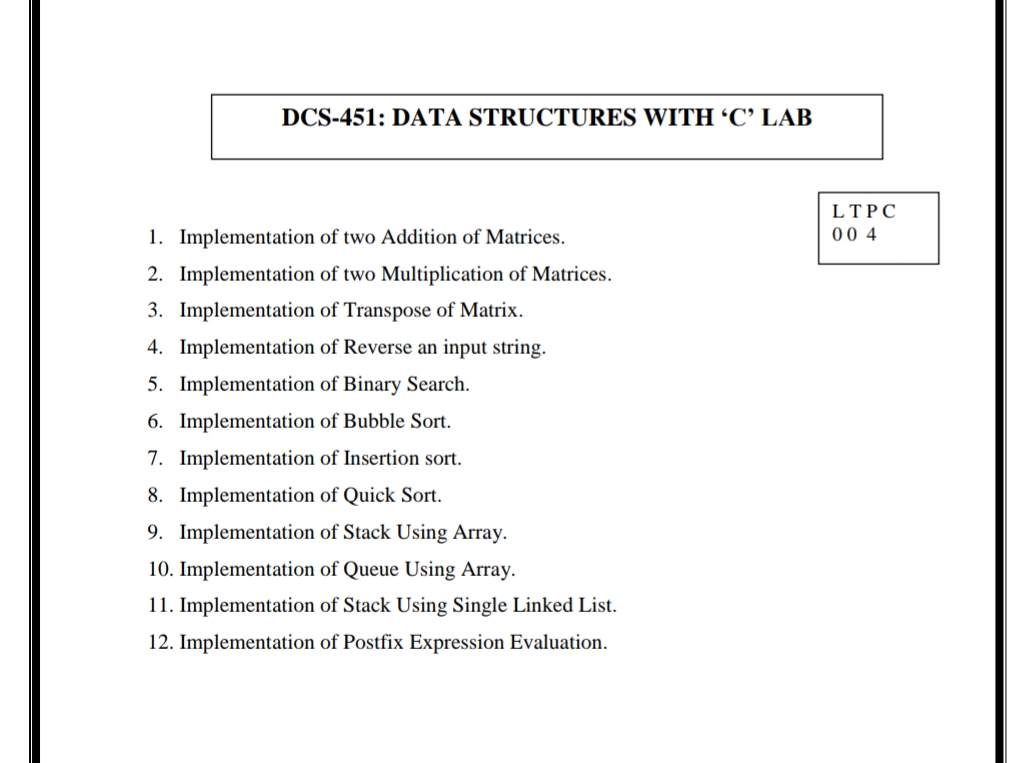 DCS-451: DATA STRUCTURES WITH ‘C’ LAB
L T P C
0 0 4
1. Implementation of two Addition of Matrices.
2. Implementation of two Multiplication of Matrices.
3. Implementation of Transpose of Matrix.
4. Implementation of Reverse an input string.
5. Implementation of Binary Search.
6. Implementation of Bubble Sort.
7. Implementation of Insertion sort.
8. Implementation of Quick Sort.
9. Implementation of Stack Using Array.
10. Implementation of Queue Using Array.
11. Implementation of Stack Using Single Linked List.
12. Implementation of Postfix Expression Evaluation.